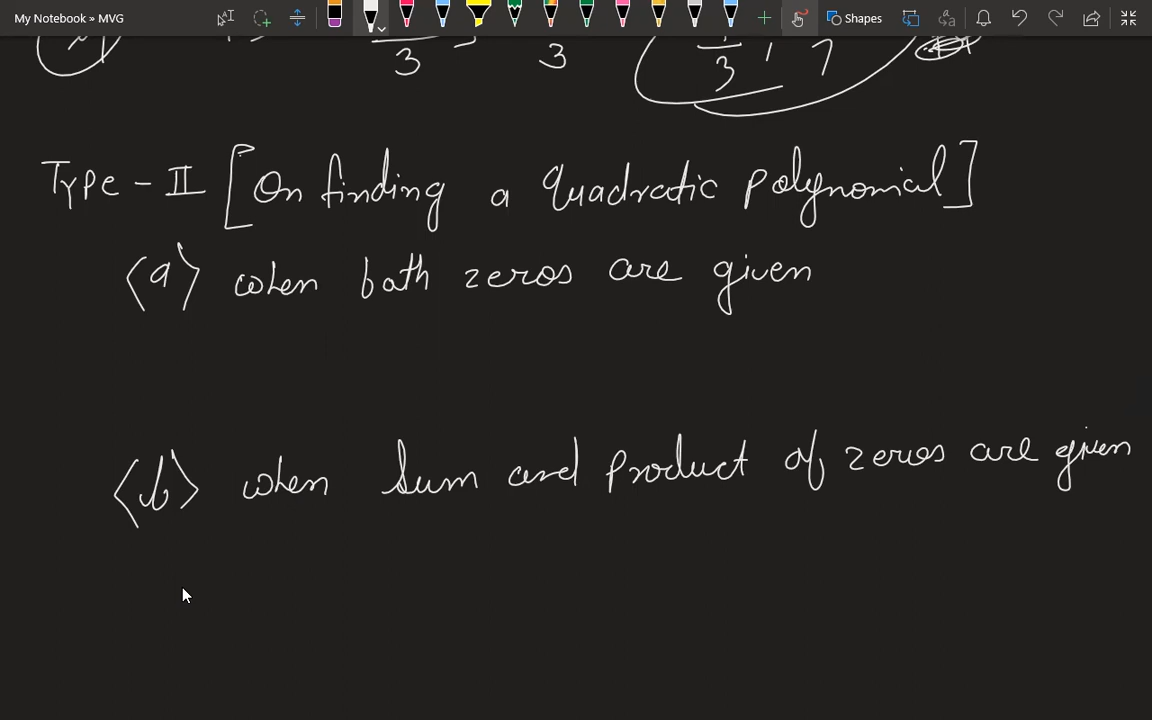 My Notebook » MVG
Shapes
3 3 3 , 7
Type - II [On finding a quadratic polynomial]
<a> when both zeros are given
<b> when Sum and product of zeros are given